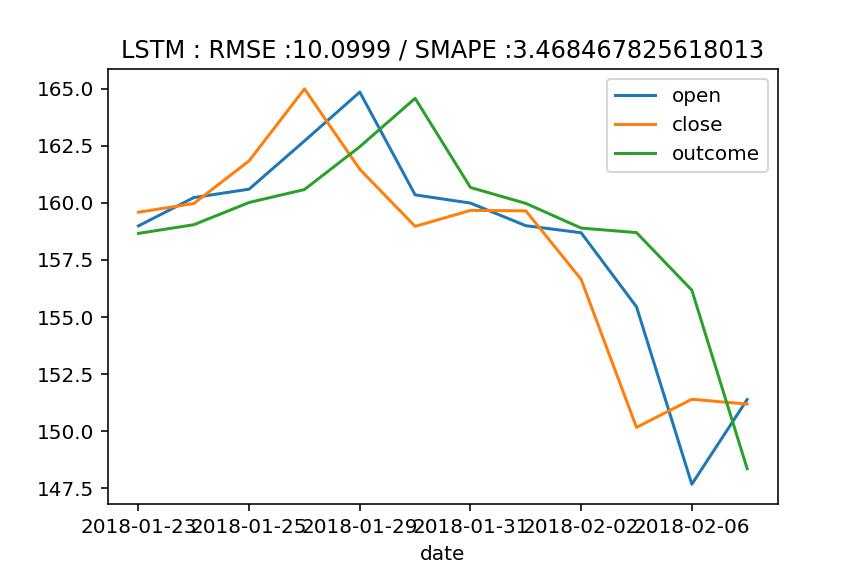 LSTM : RMSE :10.0999 / SMAPE :3.468467825618013
165.0
162.5
160.0
157.5
155.0
152.5
150.0
147.5
open
close
outcome
2018-01-23 2018-01-25 2018-01-29 2018-01-31 2018-02-02 2018-02-06
date